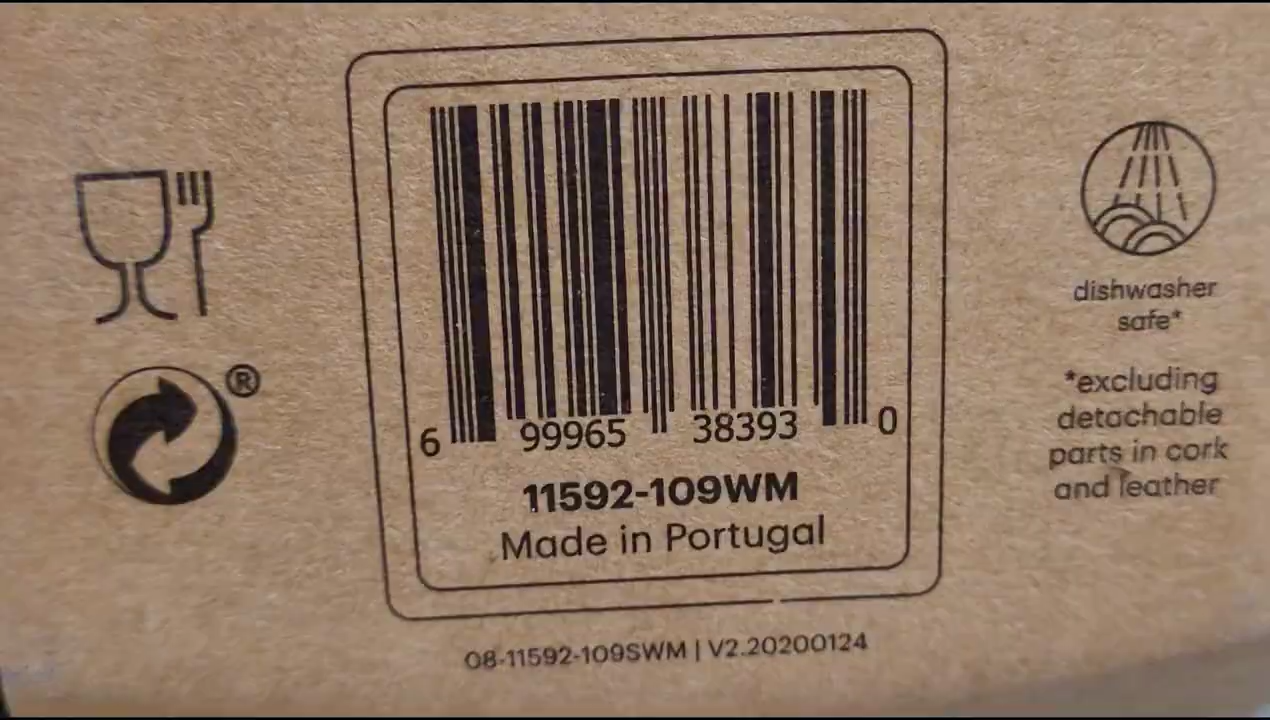 6 99965 38393 0
11592-109WM
Made in Portugal
08-11592-109SWM | V2.20200124
®
dishwasher
safe*
*excluding
detachable
parts in cork
and leather